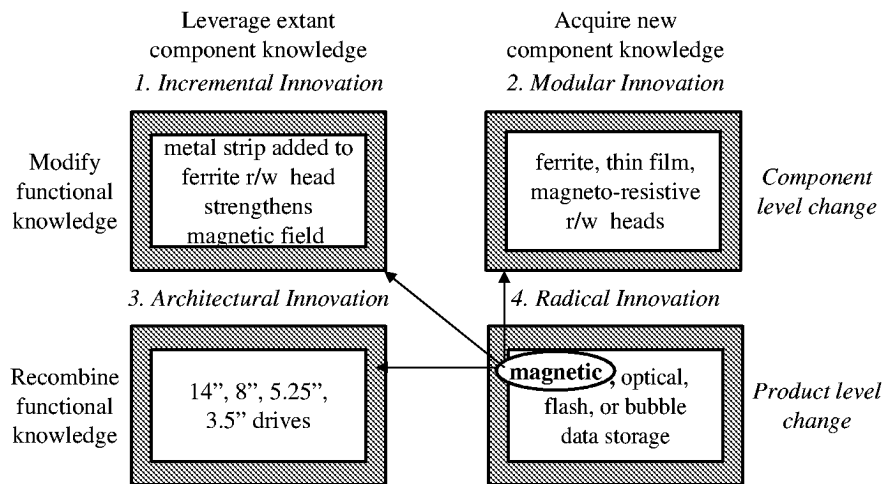 Leverage extant
component knowledge
Acquire new
component knowledge
1. Incremental Innovation
2. Modular Innovation
Modify
functional
knowledge
metal strip added to
ferrite r/w head
strengthens
magnetic field
ferrite, thin film,
magneto-resistive
r/w heads
Component
level change
3. Architectural Innovation
4. Radical Innovation
Recombine
functional
knowledge
14”, 8”, 5.25”,
3.5” drives
magnetic, optical,
flash, or bubble
data storage
Product level
change